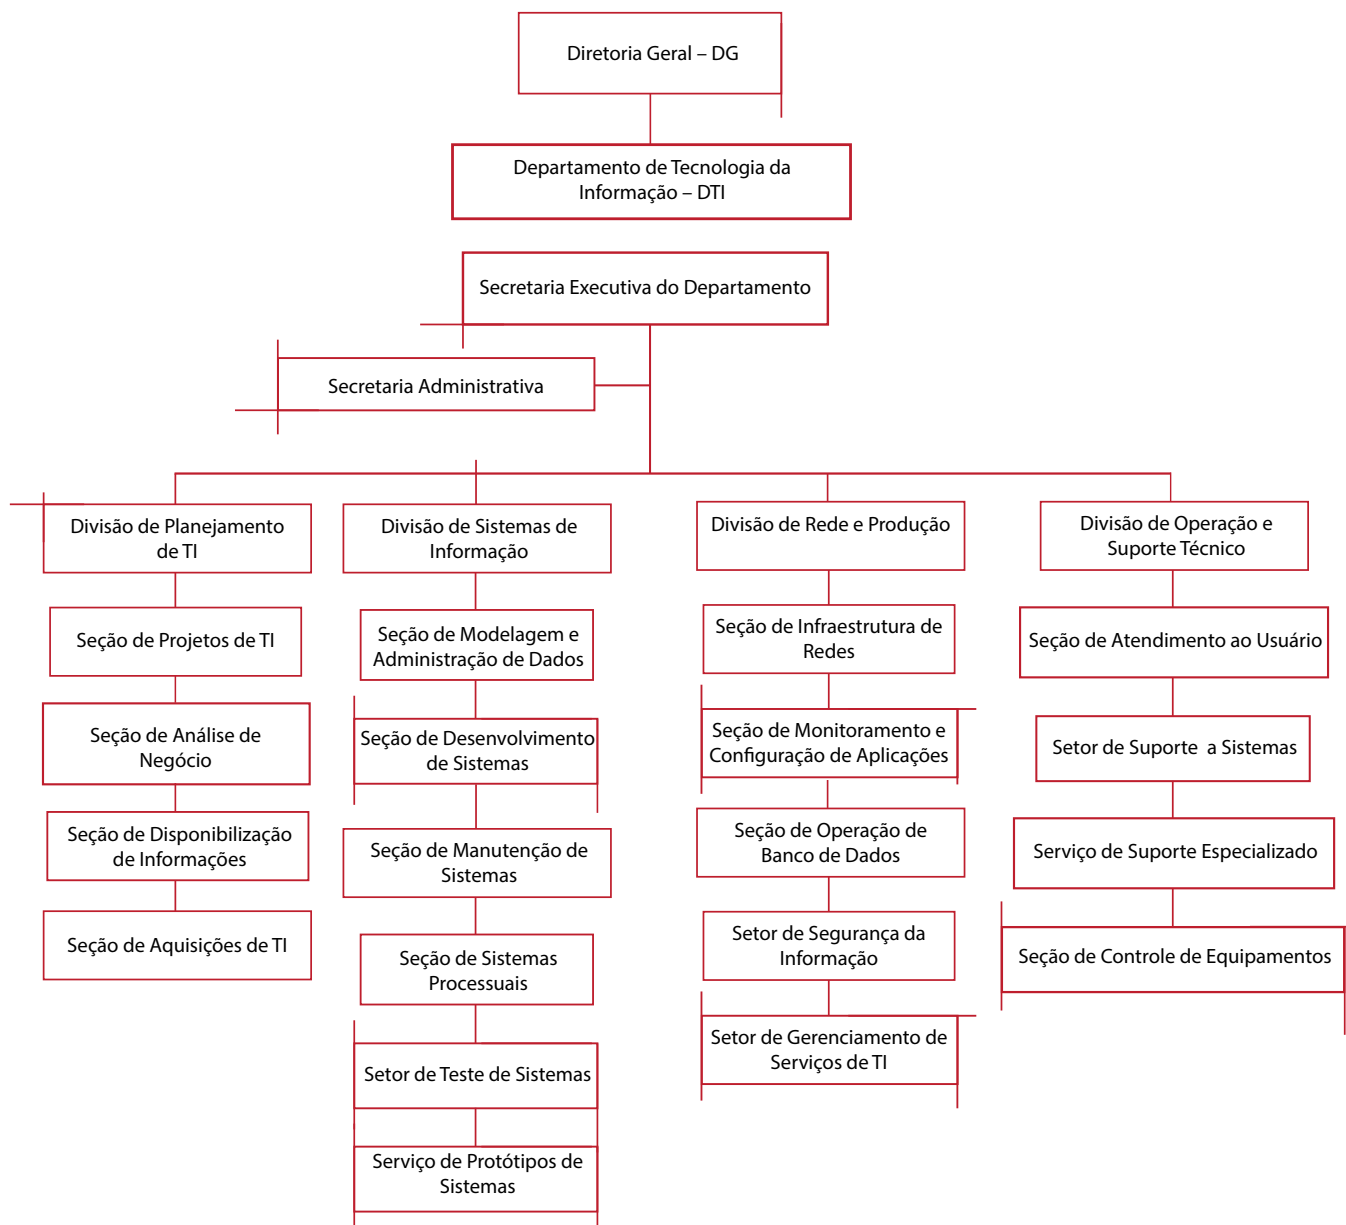 Diretoria Geral – DG
Departamento de Tecnologia da
Informação – DTI
Secretaria Executiva do Departamento
Secretaria Administrativa
Divisão de Planejamento
de TI
Seção de Projetos de TI
Seção de Análise de
Negócio
Seção de Disponibilização
de Informações
Seção de Aquisições de TI
Divisão de Sistemas de
Informação
Seção de Modelagem e
Administração de Dados
Seção de Desenvolvimento
de Sistemas
Seção de Manutenção de
Sistemas
Seção de Sistemas
Processuais
Setor de Teste de Sistemas
Serviço de Protótipos de
Sistemas
Divisão de Rede e Produção
Seção de Infraestrutura de
Redes
Seção de Monitoramento e
Configuração de Aplicações
Seção de Operação de
Banco de Dados
Setor de Segurança da
Informação
Setor de Gerenciamento de
Serviços de TI
Divisão de Operação e
Suporte Técnico
Seção de Atendimento ao Usuário
Setor de Suporte a Sistemas
Serviço de Suporte Especializado
Seção de Controle de Equipamentos